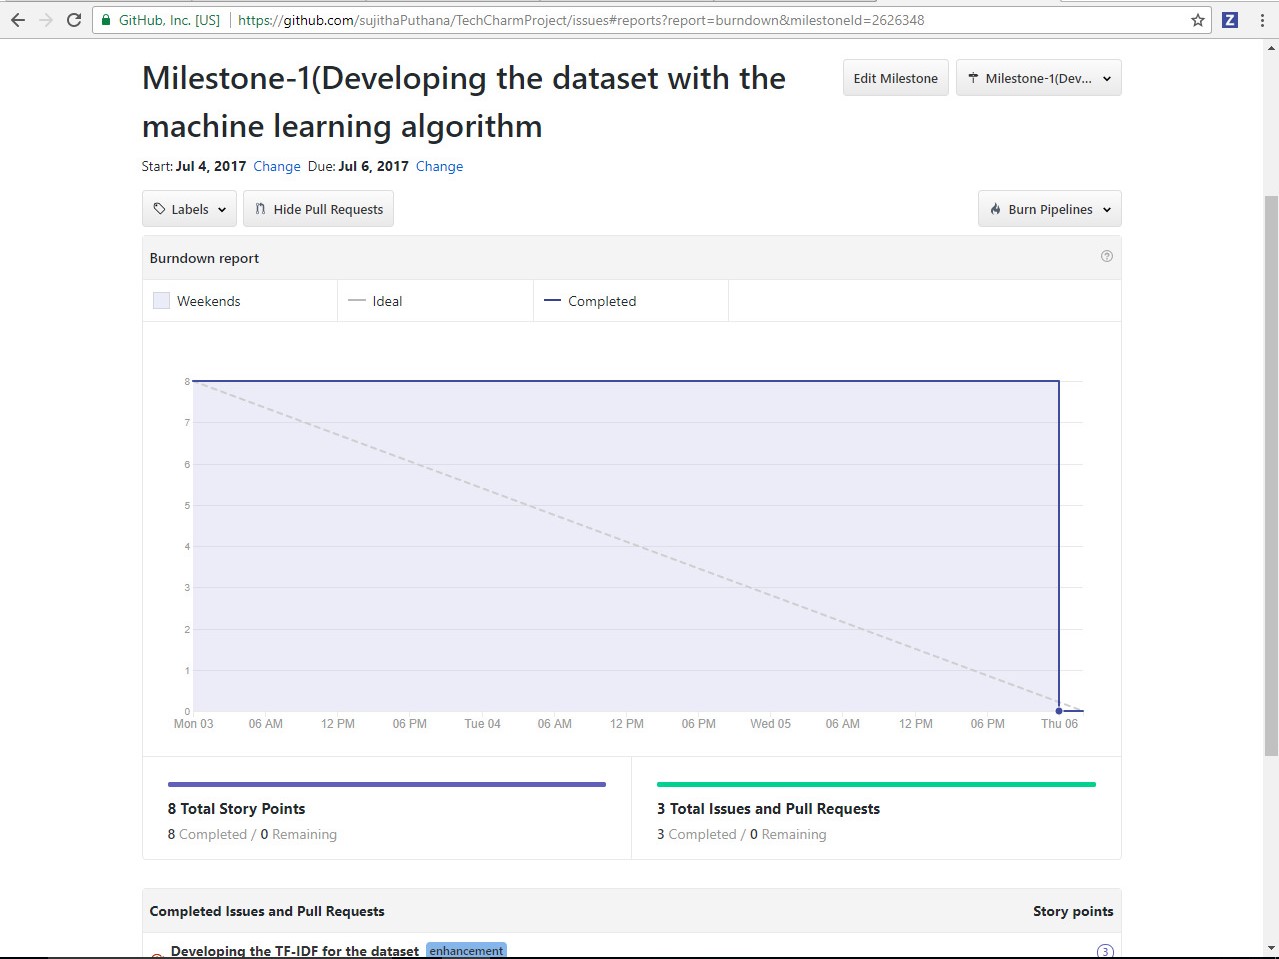 GitHub, Inc. [US] https://github.com/sujithaPuthana/TechCharmProject/issues#reports?report=burndown&milestoneId=2626348 Z
Milestone-1(Developing the dataset with the
machine learning algorithm
Edit Milestone
Milestone-1(Dev...
Start: Jul 4, 2017 Change Due: Jul 6, 2017 Change
Labels
Hide Pull Requests
Burn Pipelines
Burndown report
Weekends
Ideal
Completed
8
7
6
5
4
3
2
1
0
Mon 03 06 AM 12 PM 06 PM Tue 04 06 AM 12 PM 06 PM Wed 05 06 AM 12 PM 06 PM Thu 06
8 Total Story Points
8 Completed / 0 Remaining
3 Total Issues and Pull Requests
3 Completed / 0 Remaining
Completed Issues and Pull Requests
Story points
Developing the TF-IDF for the dataset enhancement 3